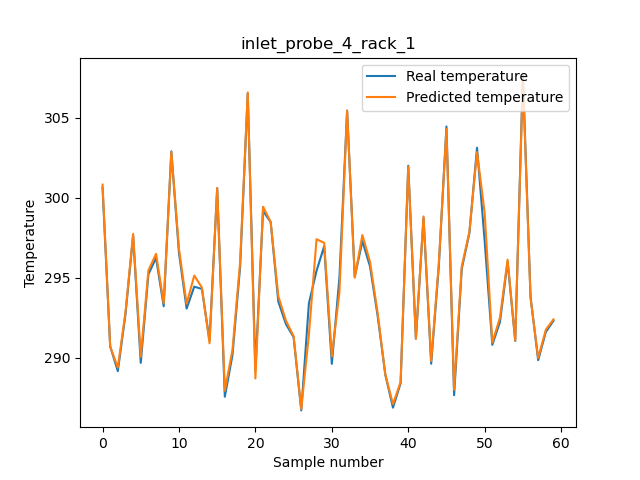 inlet_probe_4_rack_1
Real temperature
Predicted temperature
Temperature
305
300
295
290
0 10 20 30 40 50 60
Sample number